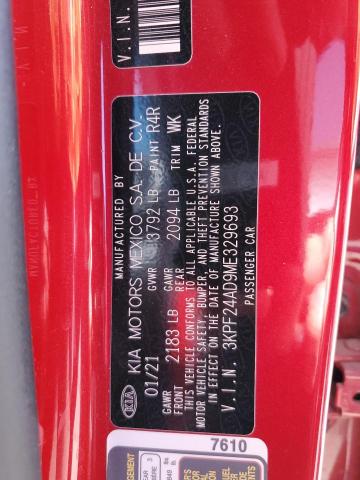 V.I.N.
MANUFACTURED BY
KIA KIA MOTORS MEXICO S.A. DE C.V.
01/21 GVWR 3792 LB PAINT R4R
GAWR FRONT 2183 LB GAWR REAR 2094 LB TRIM WK
THIS VEHICLE CONFORMS TO ALL APPLICABLE U.S.A. FEDERAL
MOTOR VEHICLE SAFETY, BUMPER, AND THEFT PREVENTION STANDARDS
IN EFFECT ON THE DATE OF MANUFACTURE SHOWN ABOVE.
V.I.N. 3KPF24AD9ME329693
PASSENGER CAR
7610